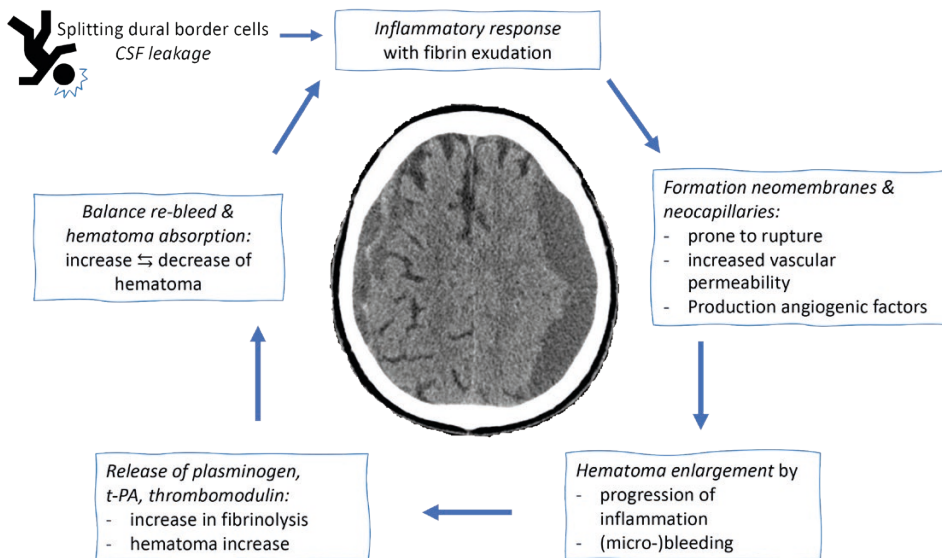 Splitting dural border cells
CSF leakage
Inflammatory response
with fibrin exudation
Formation neomembranes &
neocapillaries:
- prone to rupture
- increased vascular
permeability
- Production angiogenic factors
Hematoma enlargement by
- progression of
inflammation
- (micro-)bleeding
Release of plasminogen,
t-PA, thrombomodulin:
- increase in fibrinolysis
- hematoma increase
Balance re-bleed &
hematoma absorption:
increase ⇆ decrease of
hematoma